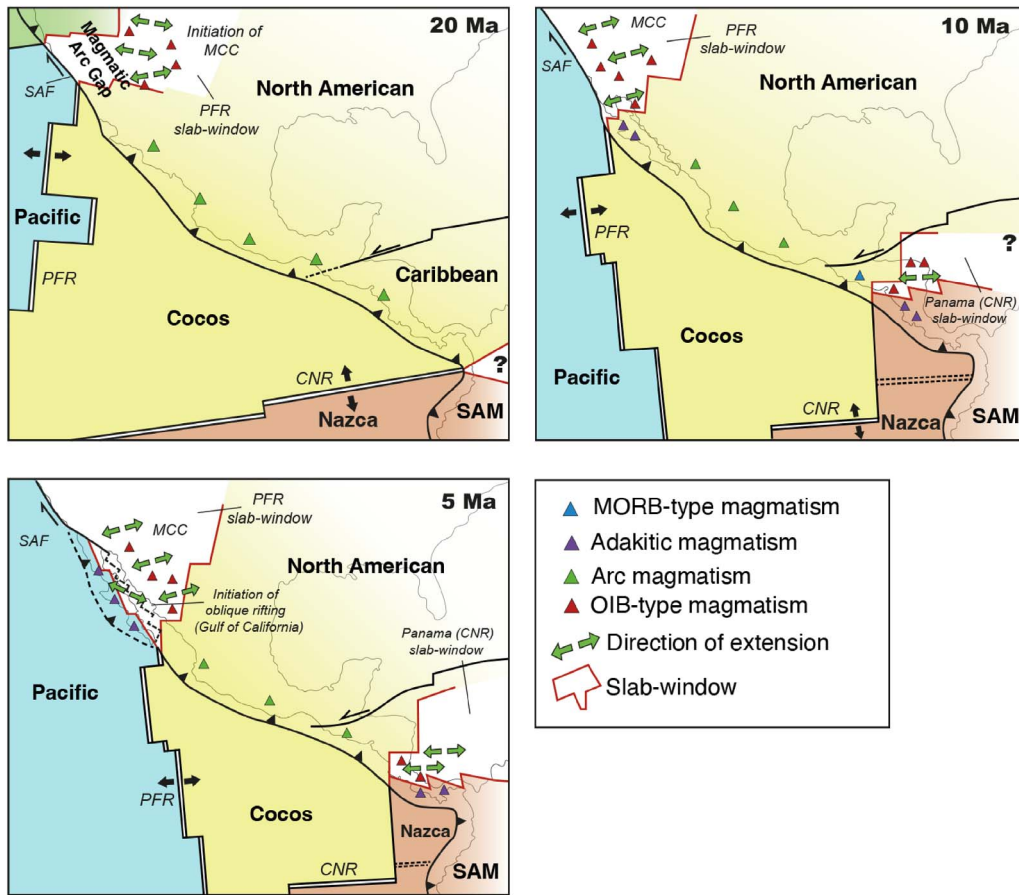 20 Ma
Initiation of
MCC
Magmatic
Arc Gap
SAF
PFR
slab-window
North American
Pacific
PFR
Caribbean
Cocos
CNR
?
Nazca
SAM
10 Ma
MCC
PFR
slab-window
SAF
North American
PFR
?
Panama (CNR)
slab-window
Cocos
Pacific
CNR
Nazca
SAM
5 Ma
PFR
slab-window
SAF
MCC
North American
Initiation of
oblique rifting
(Gulf of California)
Panama (CNR)
slab-window
Pacific
PFR
Cocos
Nazca
CNR
SAM
MORB-type magmatism
Adakitic magmatism
Arc magmatism
OIB-type magmatism
Direction of extension
Slab-window